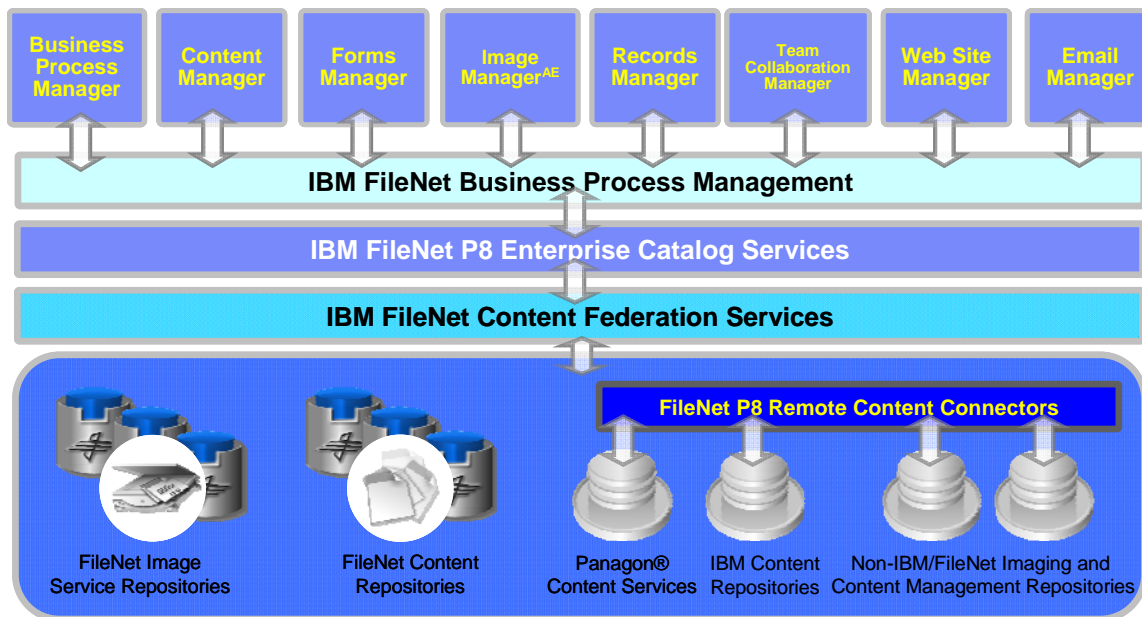 Business
Process
Manager
Content
Manager
Forms
Manager
Image
ManagerAE
Records
Manager
Team
Collaboration
Manager
Web Site
Manager
Email
Manager
IBM FileNet Business Process Management
IBM FileNet P8 Enterprise Catalog Services
IBM FileNet Content Federation Services
FileNet P8 Remote Content Connectors
FileNet Image
Service Repositories
FileNet Content
Repositories
Panagon®
Content Services
IBM Content
Repositories
Non-IBM/FileNet Imaging and
Content Management Repositories